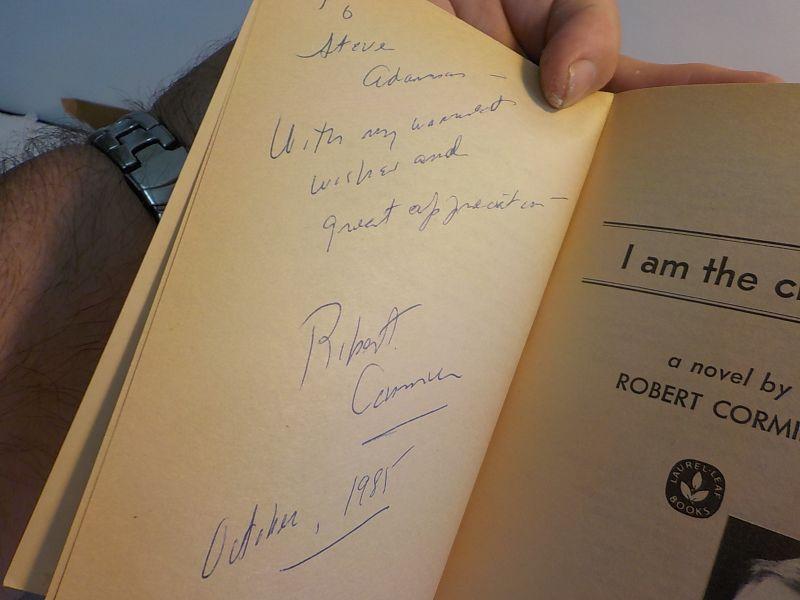 To
Steve
Adamson –
With my warmest
wishes and
great appreciation –
Robert
Cormier
October, 1985
I am the c
a novel by
ROBERT CORMI
LAUREL-LEAF
BOOKS